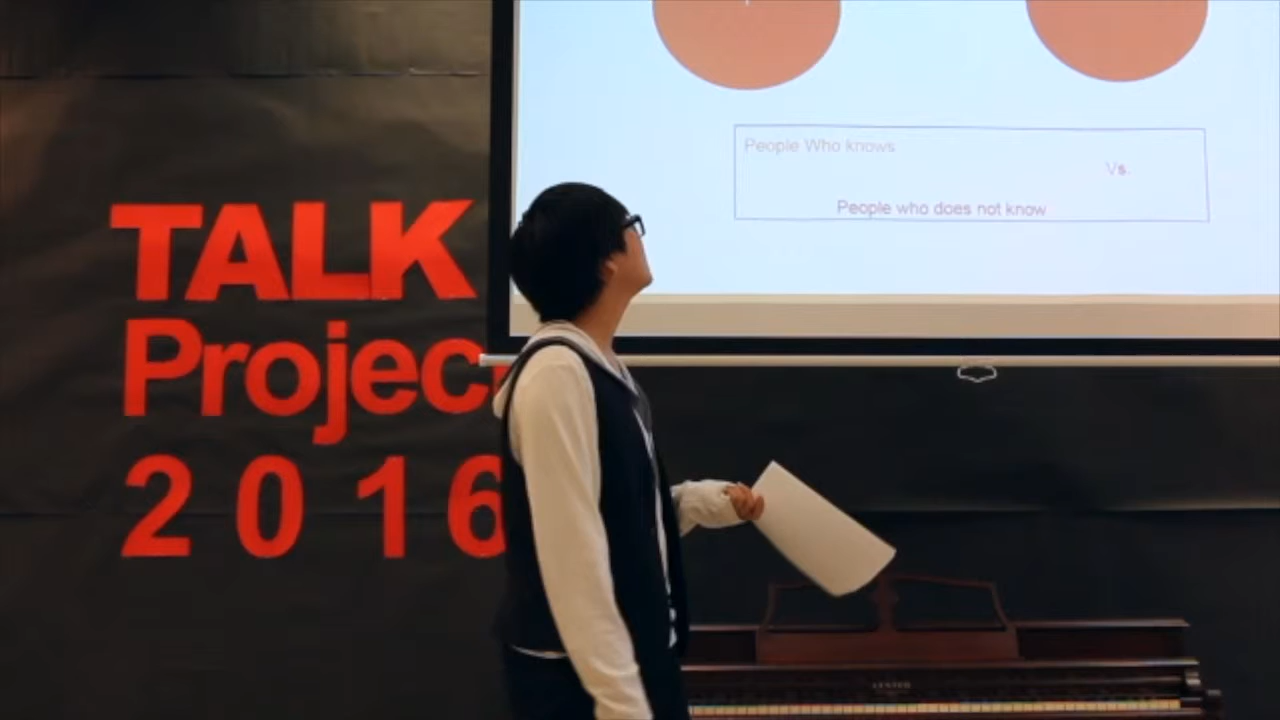 TALK
Projec
2016
People Who knows
Vs.
People who does not know